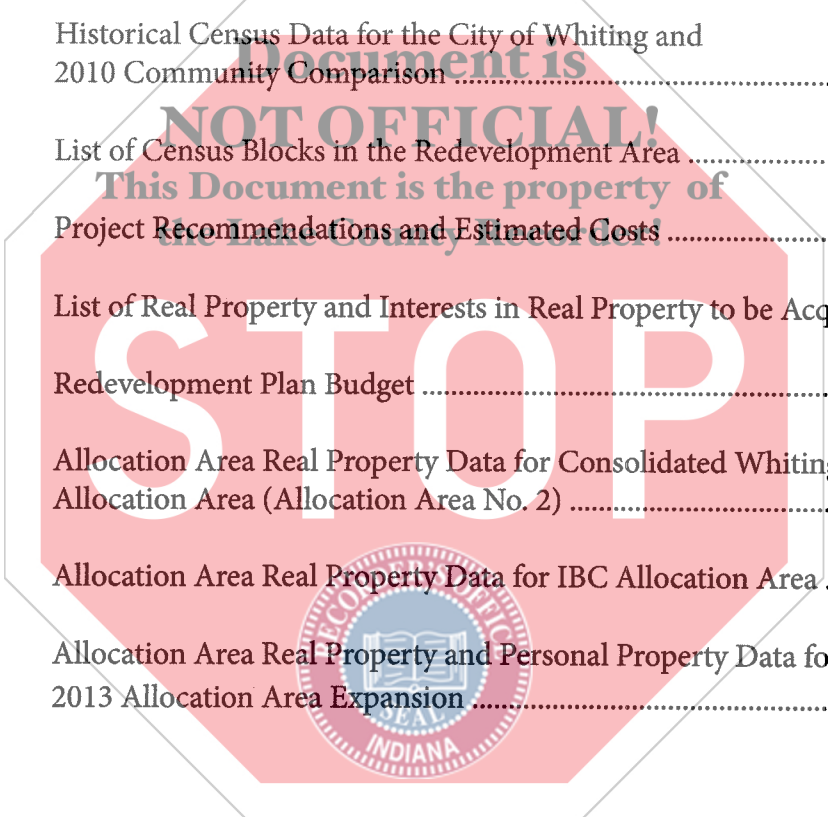 Historical Census Data for the City of Whiting and
Document is
2010 Community Comparison ..........................................................
NOT OFFICIAL!
List of Census Blocks in the Redevelopment Area .....................
This Document is the property of
Project Recommendations and Estimated Costs ........................
the Lake County Recorder!
List of Real Property and Interests in Real Property to be Acq
STOP
Redevelopment Plan Budget ...............................................................
Allocation Area Real Property Data for Consolidated Whiting
Allocation Area (Allocation Area No. 2) .......................................
Allocation Area Real Property Data for IBC Allocation Area .
Allocation Area Real Property and Personal Property Data fo
2013 Allocation Area Expansion ......................................................
SEAL
INDIANA